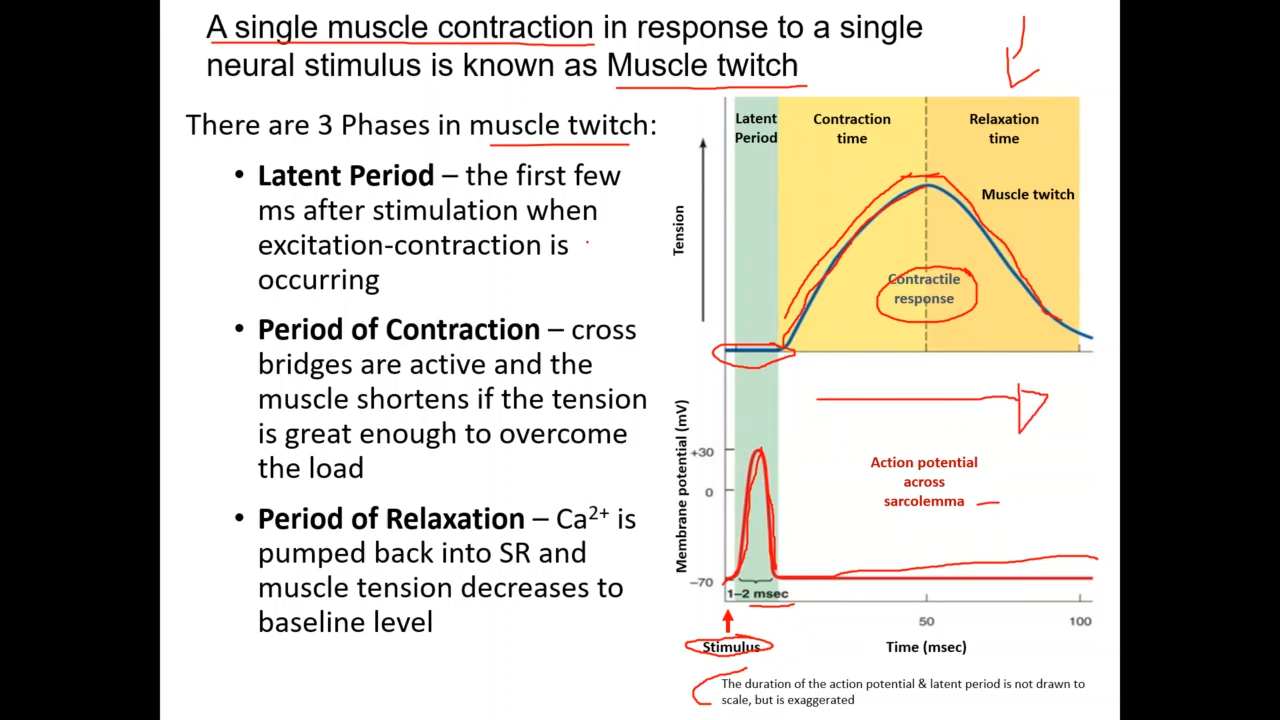 A single muscle contraction in response to a single
neural stimulus is known as Muscle twitch
There are 3 Phases in muscle twitch:
• Latent Period – the first few
ms after stimulation when
excitation-contraction is
occurring
• Period of Contraction – cross
bridges are active and the
muscle shortens if the tension
is great enough to overcome
the load
• Period of Relaxation – Ca²⁺ is
pumped back into SR and
muscle tension decreases to
baseline level
Latent
Period
Contraction
time
Relaxation
time
Muscle twitch
Tension
Contractile
response
Membrane potential (mV)
+30
0
–70
Action potential
across
sarcolemma
1–2 msec
50
100
Stimulus
Time (msec)
The duration of the action potential & latent period is not drawn to
scale, but is exaggerated